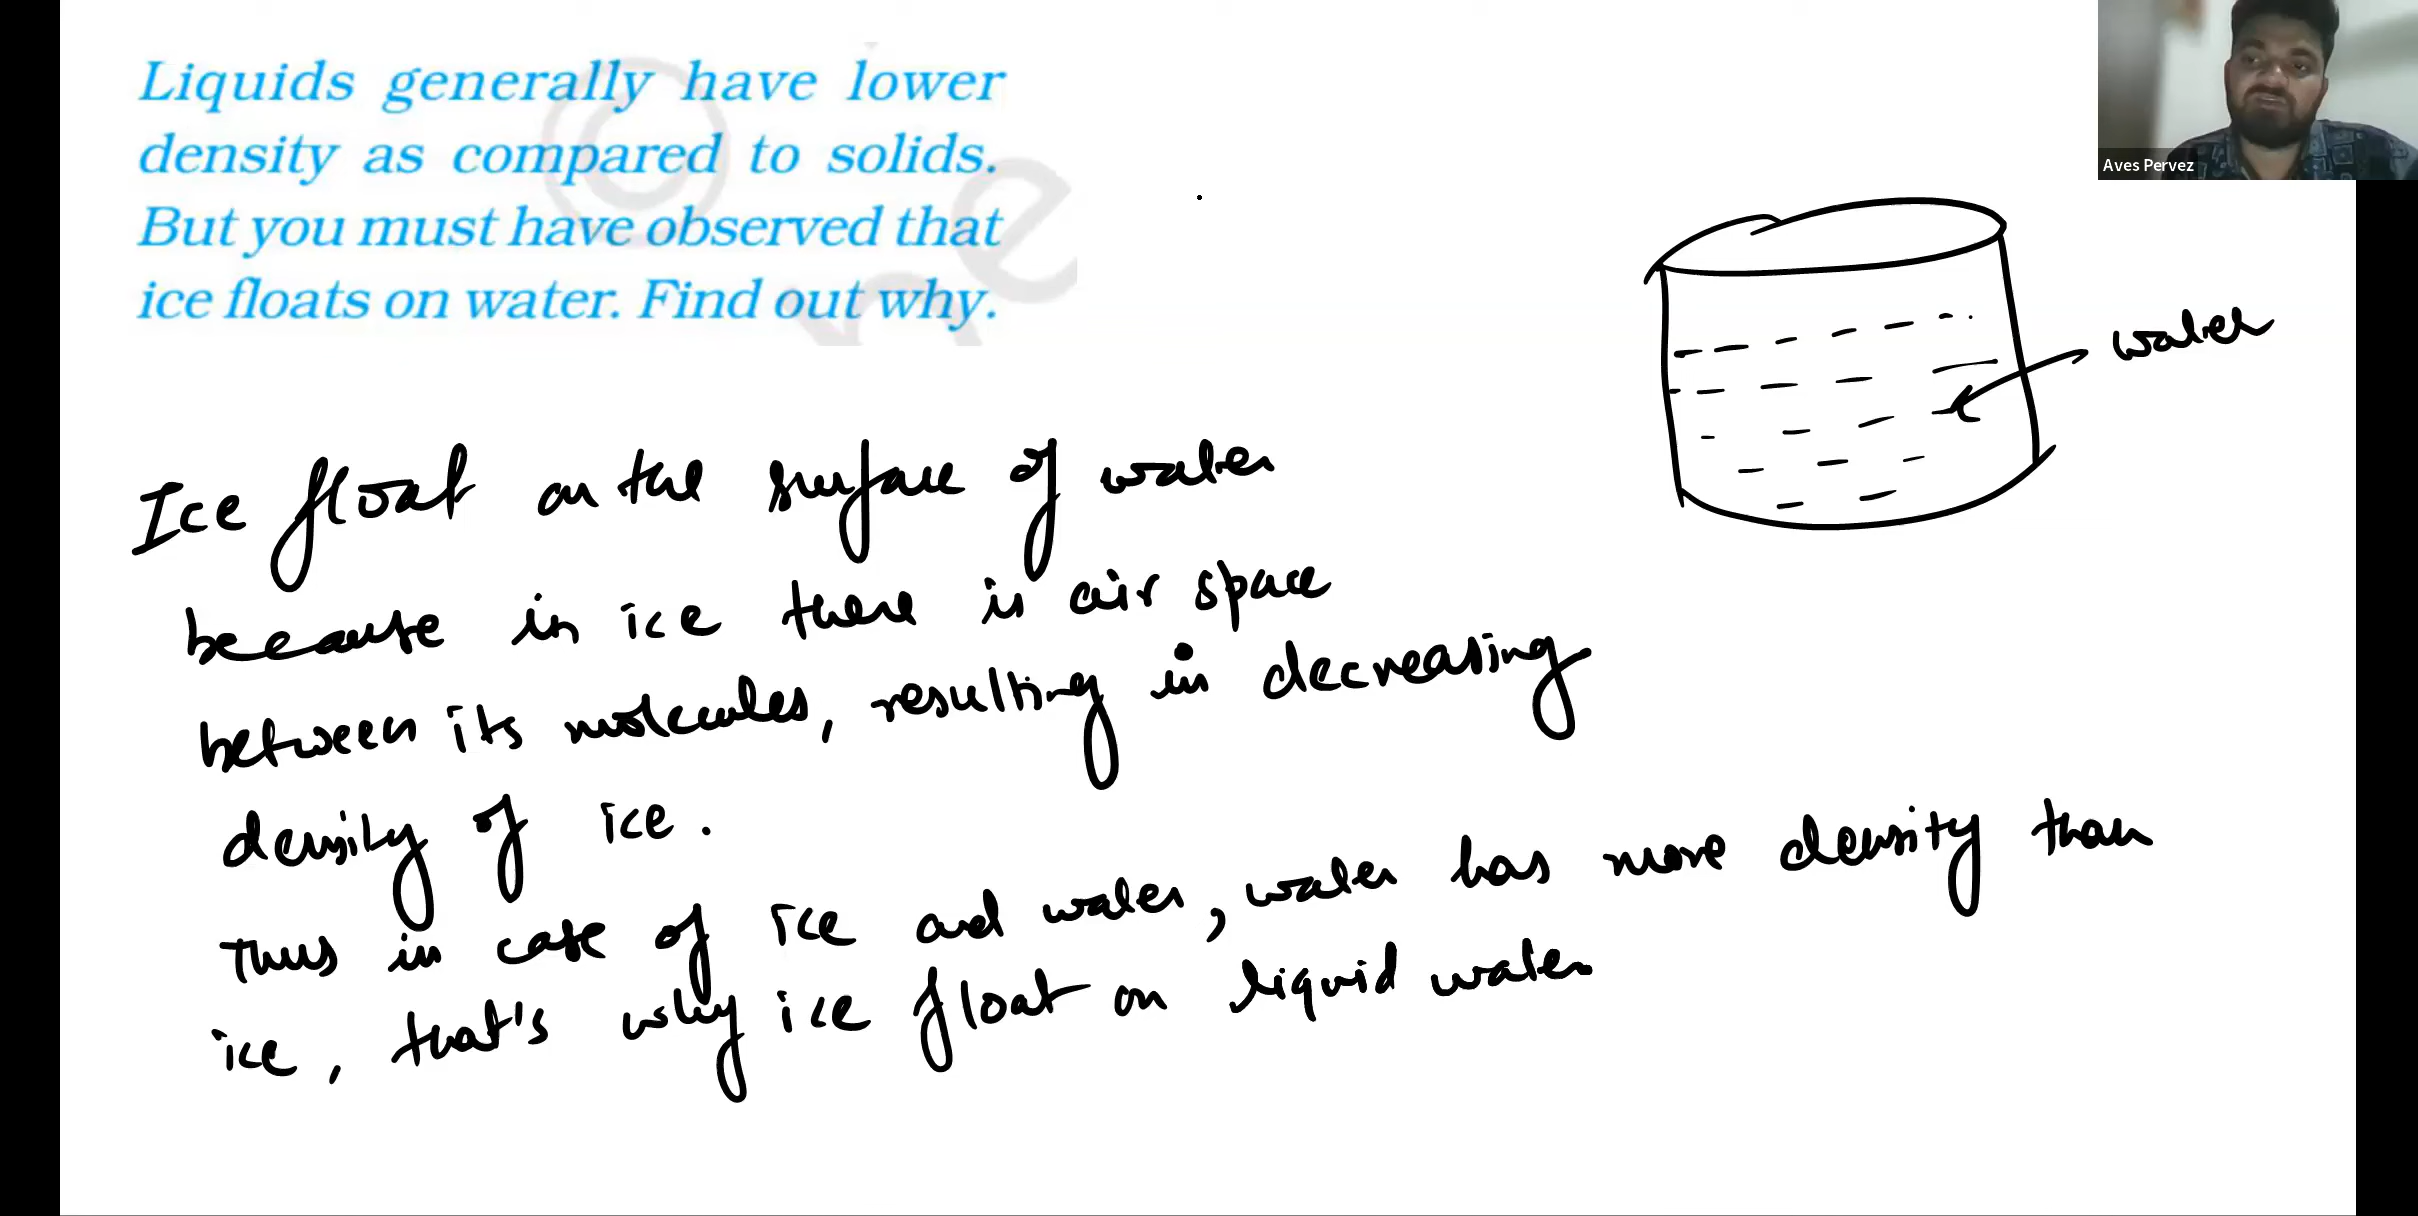 Liquids generally have lower
density as compared to solids.
But you must have observed that
ice floats on water. Find out why.
Aves Pervez
water
Ice float on the surface of water
because in ice there is air space
between its molecules, resulting in decreasing
density of ice.
Thus in case of ice and water, water has more density than
ice, that's why ice float on liquid water